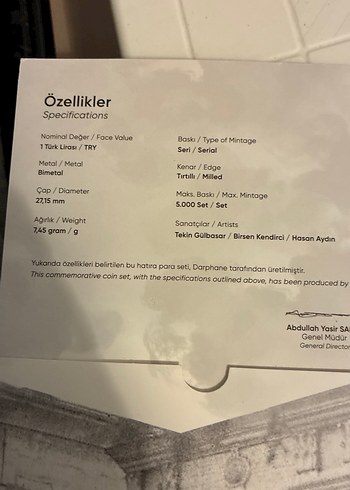 Özellikler
Specifications
Nominal Değer / Face Value
1 Türk Lirası / TRY
Metal / Metal
Bimetal
Çap / Diameter
27,15 mm
Ağırlık / Weight
7,45 gram / g
Baskı / Type of Mintage
Seri / Serial
Kenar / Edge
Tırtıllı / Milled
Maks. Baskı / Max. Mintage
5.000 Set / Set
Sanatçılar / Artists
Tekin Gülbasar / Birsen Kendirci / Hasan Aydın
Yukarıda özellikleri belirtilen bu hatıra para seti, Darphane tarafından üretilmiştir.
This commemorative coin set, with the specifications outlined above, has been produced by
Abdullah Yasir ŞA
Genel Müdür
General Director